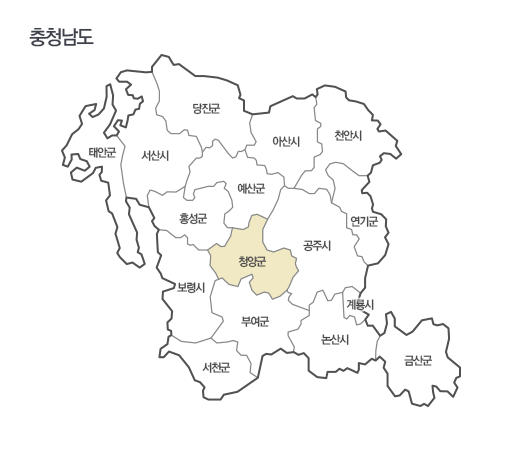 충청남도
당진군
천안시
아산시
태안군
서산시
예산군
홍성군
연기군
공주시
청양군
보령시
계룡시
부여군
논산시
금산군
서천군